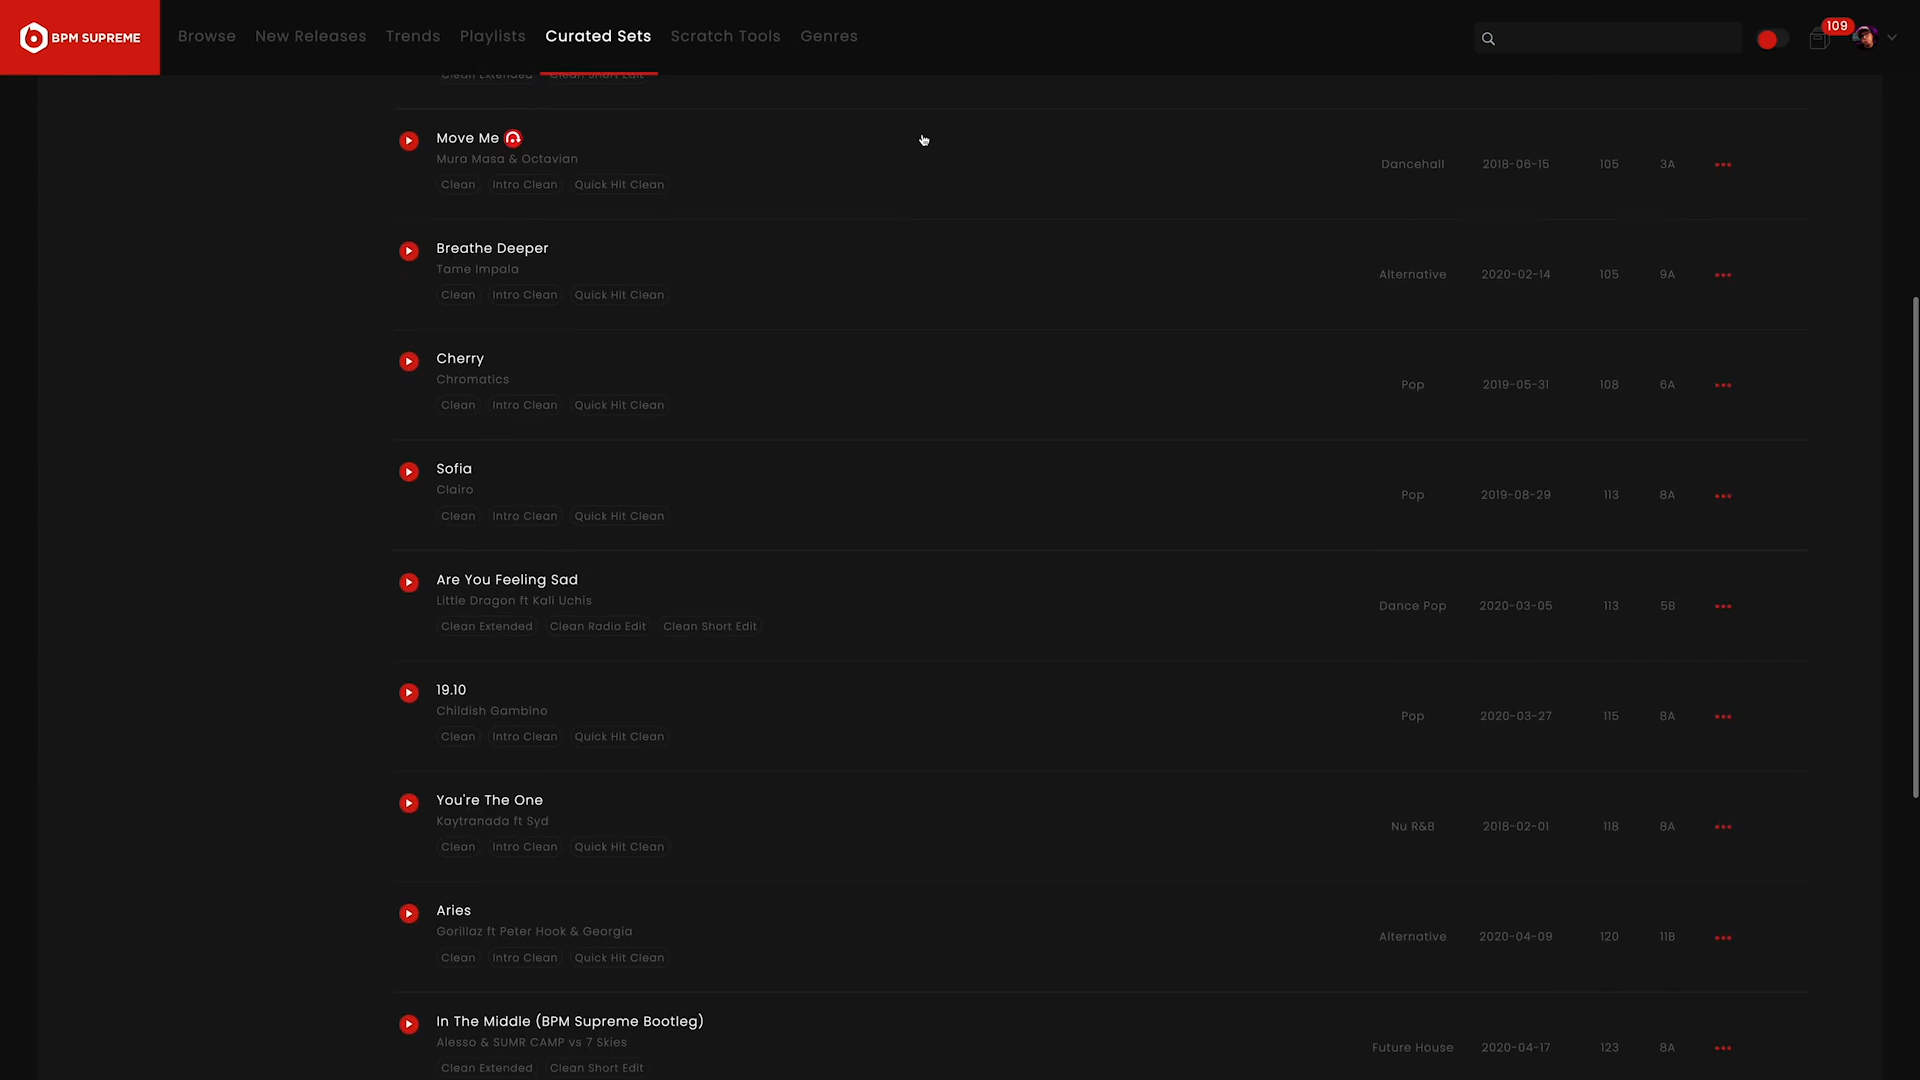 BPM SUPREME
Browse New Releases Trends Playlists Curated Sets Scratch Tools Genres
109
Clean Extended Clean Short Edit
Move Me
Mura Masa & Octavian
Clean Intro Clean Quick Hit Clean
Dancehall 2018-06-15 105 3A
Breathe Deeper
Tame Impala
Clean Intro Clean Quick Hit Clean
Alternative 2020-02-14 105 9A
Cherry
Chromatics
Clean Intro Clean Quick Hit Clean
Pop 2019-05-31 108 6A
Sofia
Clairo
Clean Intro Clean Quick Hit Clean
Pop 2019-08-29 113 8A
Are You Feeling Sad
Little Dragon ft Kali Uchis
Clean Extended Clean Radio Edit Clean Short Edit
Dance Pop 2020-03-05 113 5B
19.10
Childish Gambino
Clean Intro Clean Quick Hit Clean
Pop 2020-03-27 115 8A
You're The One
Kaytranada ft Syd
Clean Intro Clean Quick Hit Clean
Nu R&B 2018-02-01 118 8A
Aries
Gorillaz ft Peter Hook & Georgia
Clean Intro Clean Quick Hit Clean
Alternative 2020-04-09 120 11B
In The Middle (BPM Supreme Bootleg)
Alesso & SUMR CAMP vs 7 Skies
Clean Extended Clean Short Edit
Future House 2020-04-17 123 8A